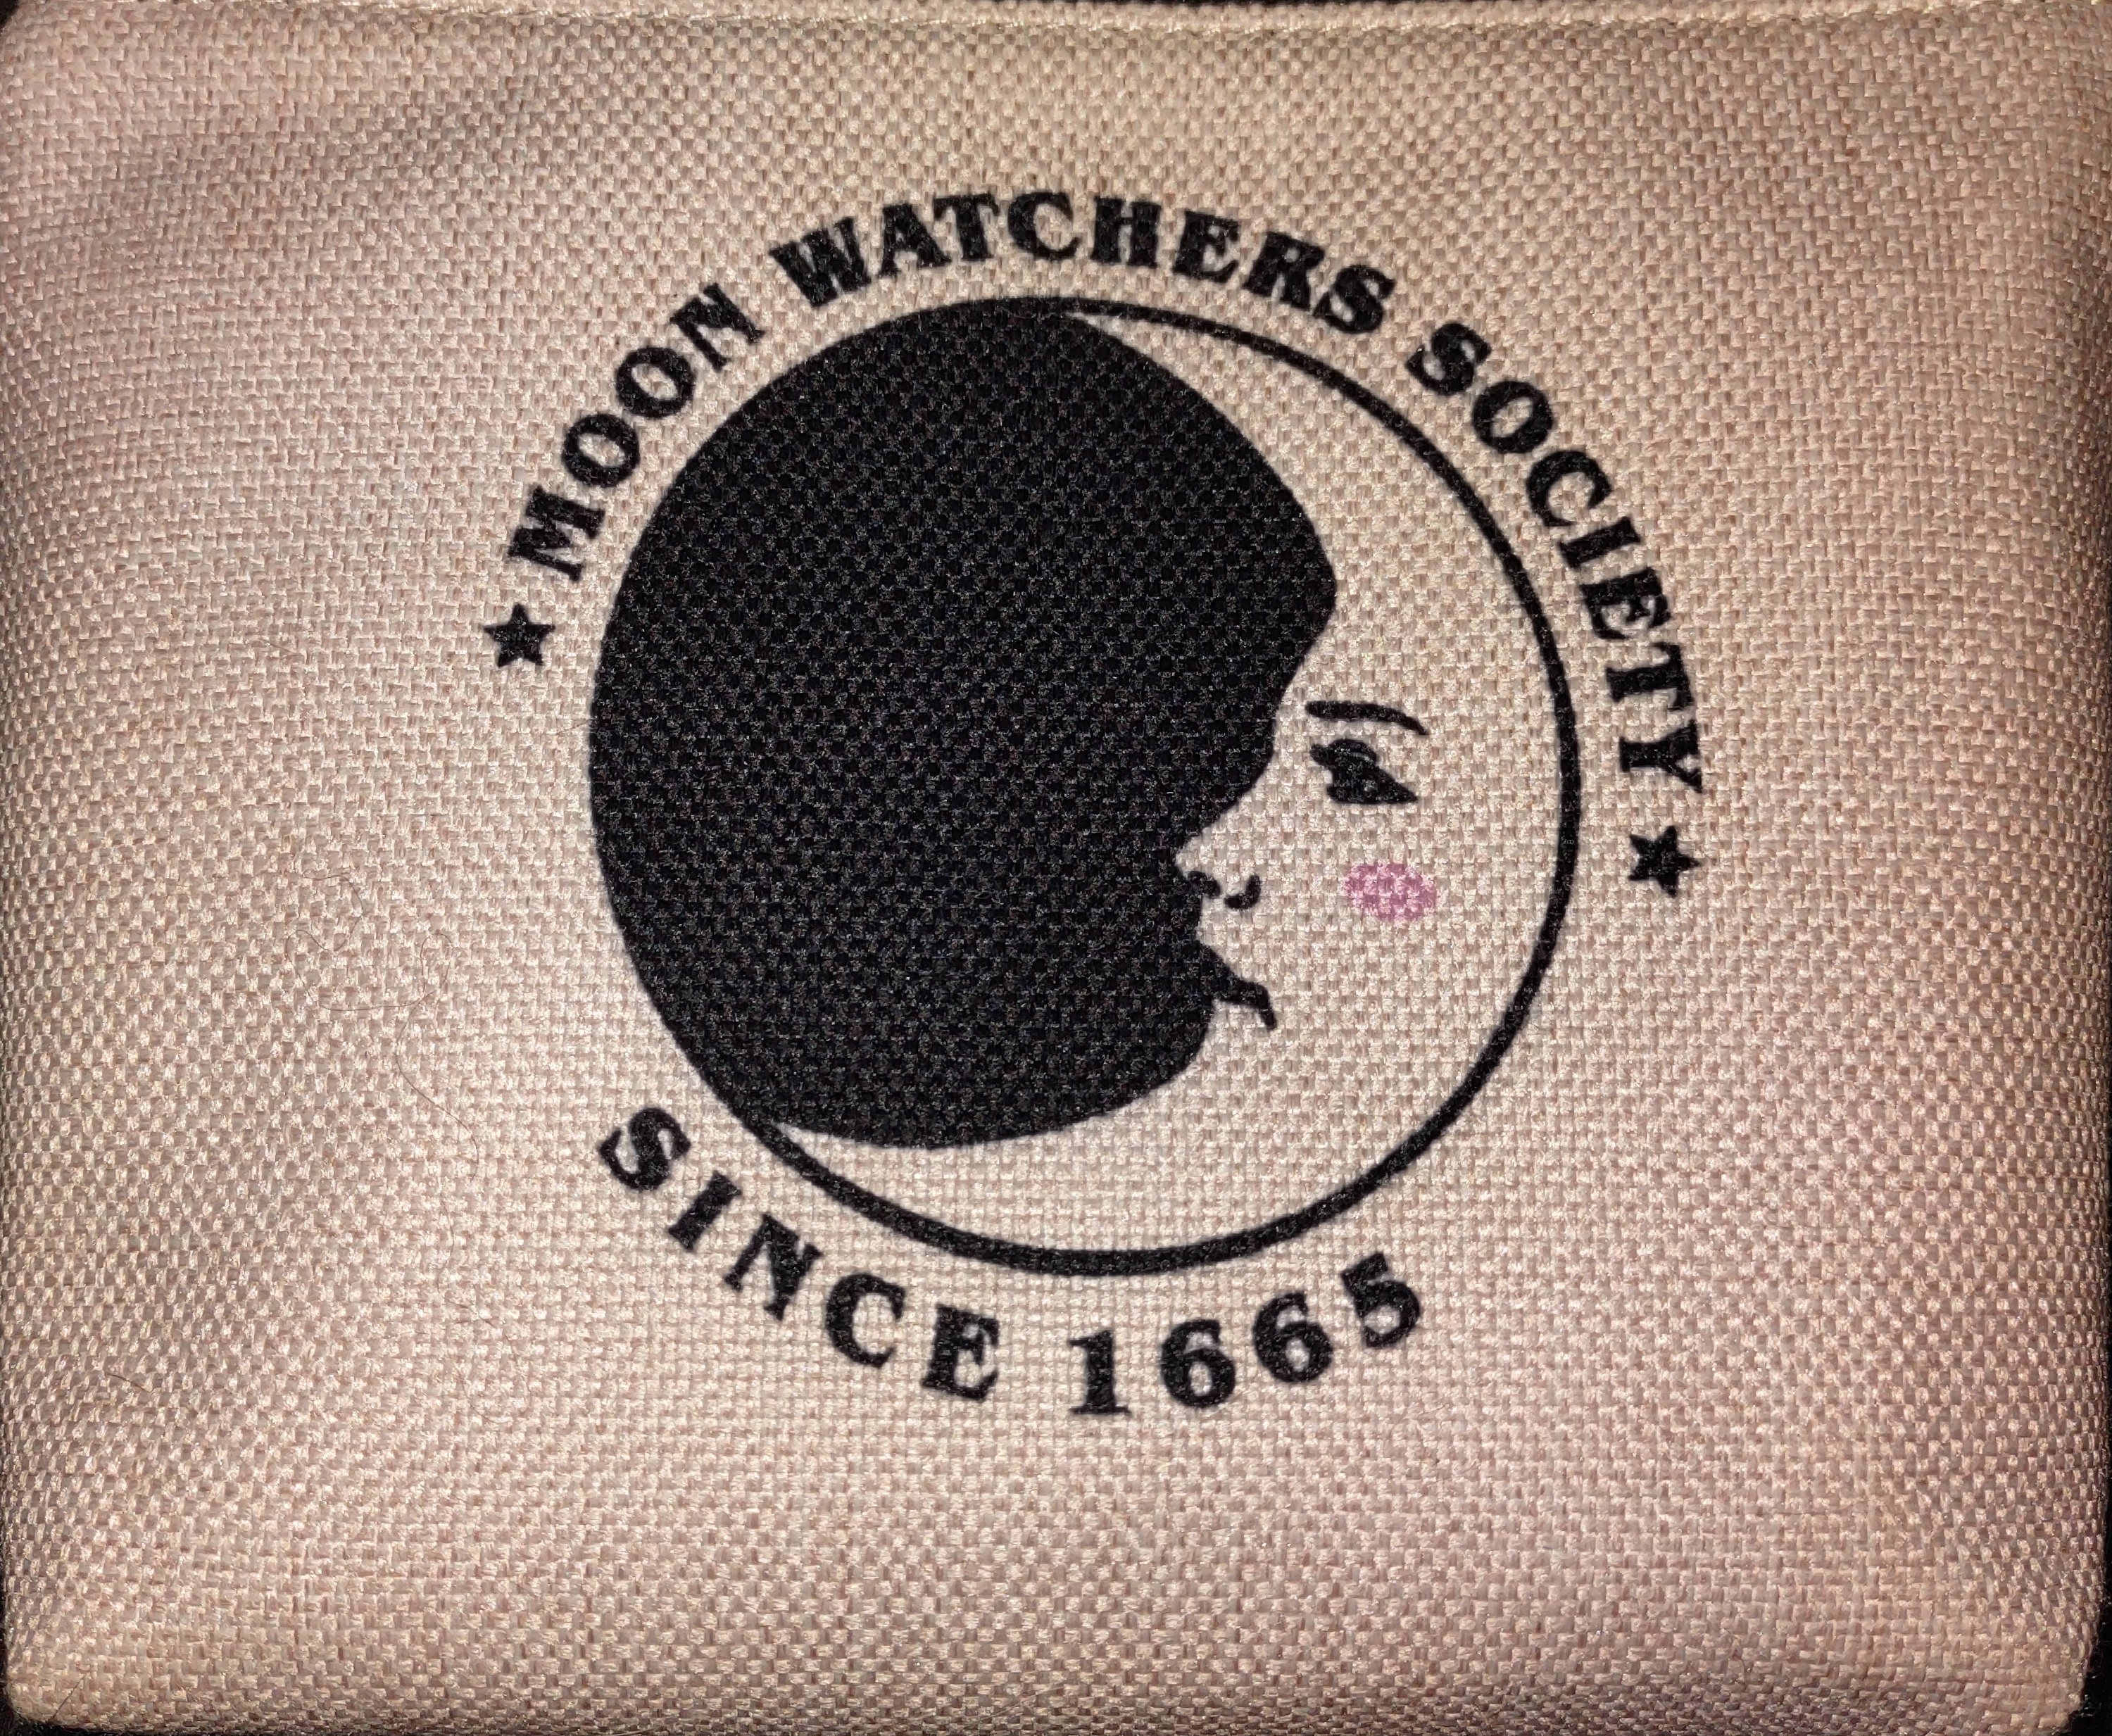 ★ MOON WATCHERS SOCIETY ★
SINCE 1665